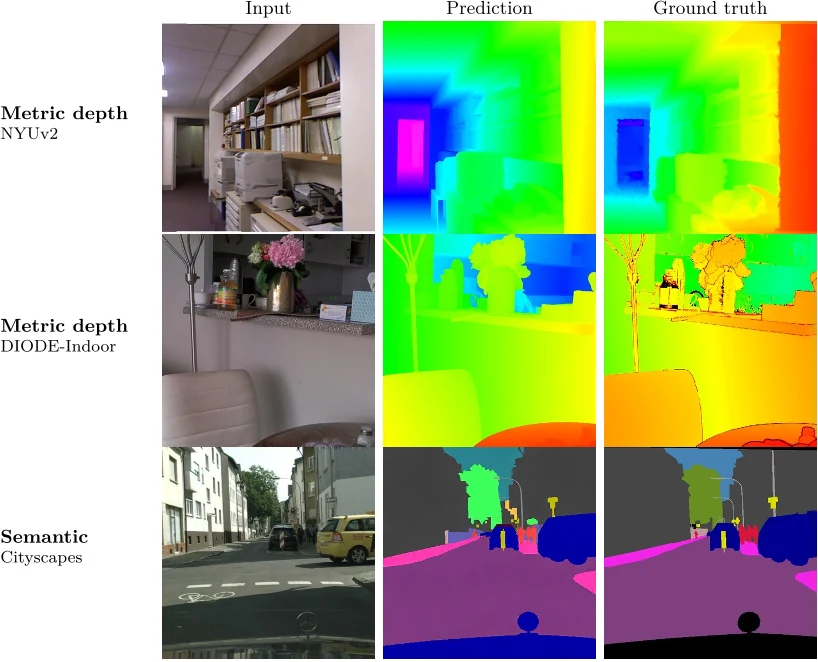 Input
Prediction
Ground truth
Metric depth
NYUv2
Metric depth
DIODE-Indoor
Semantic
Cityscapes